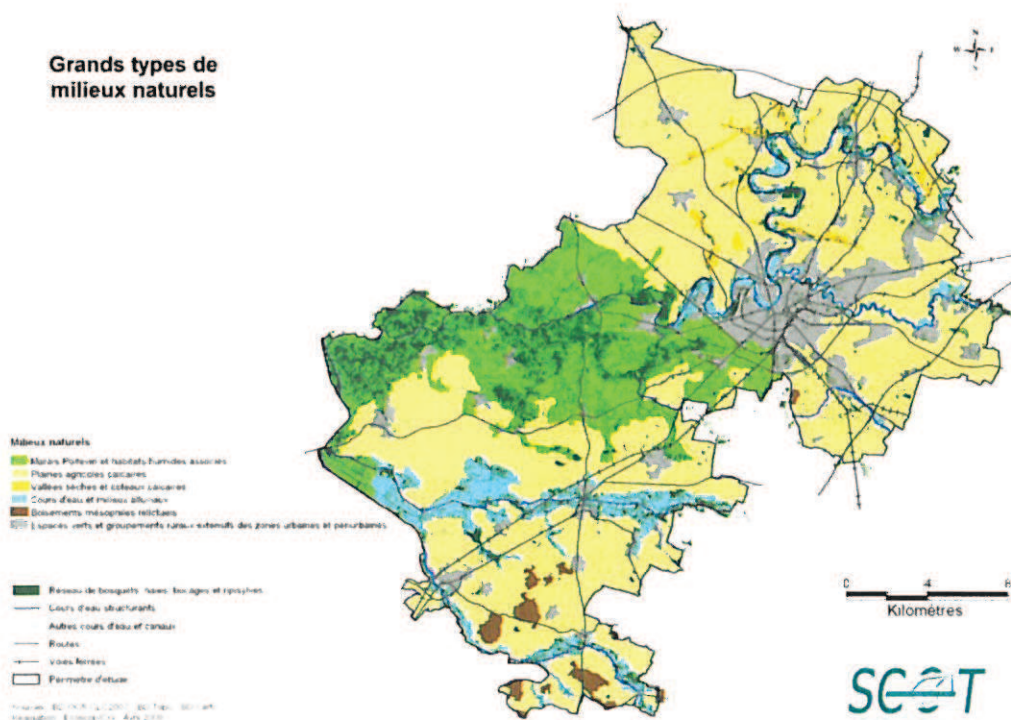 Grands types de
milieux naturels
N
W E
S
Milieux naturels
Marais Poitevin et habitats humides associés
Plaines agricoles calcaires
Vallées sèches et coteaux calcaires
Cours d'eau et milieux alluviaux
Boisements mésophiles relictuels
Espaces verts et groupements ruraux extensifs des zones urbaines et périurbaines
Réseau de bosquets, haies, bocages et ripisylves
Cours d'eau structurants
Autres cours d'eau et canaux
Routes
Voies ferrées
Périmètre d'étude
0 4 8
Kilomètres
SCOT